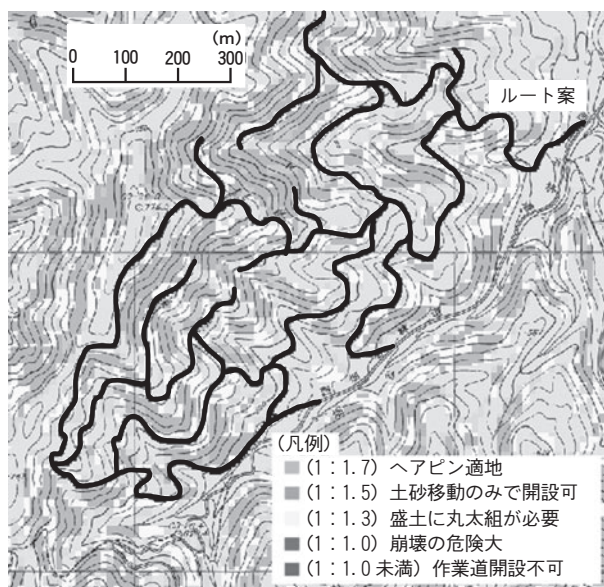 (m)
0 100 200 300
ルート案
(凡例)
(1：1.7) ヘアピン適地
(1：1.5) 土砂移動のみで開設可
(1：1.3) 盛土に丸太組が必要
(1：1.0) 崩壊の危険大
(1：1.0 未満) 作業道開設不可